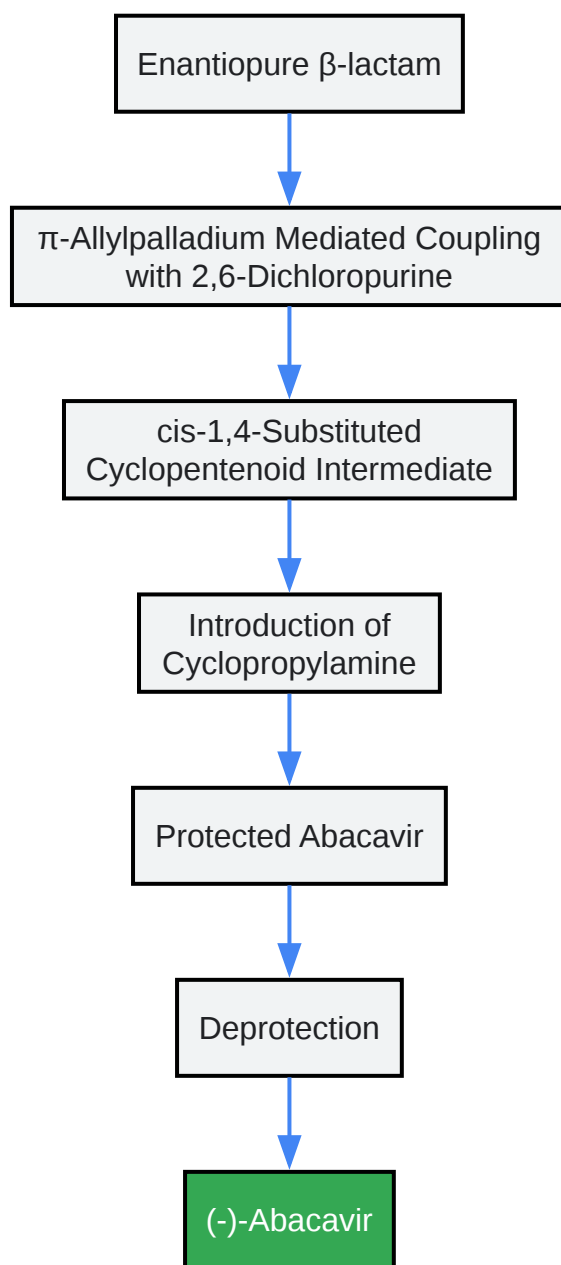 Enantiopure β-lactam
π-Allylpalladium Mediated Coupling
with 2,6-Dichloropurine
cis-1,4-Substituted
Cyclopentenoid Intermediate
Introduction of
Cyclopropylamine
Protected Abacavir
Deprotection
(-)-Abacavir